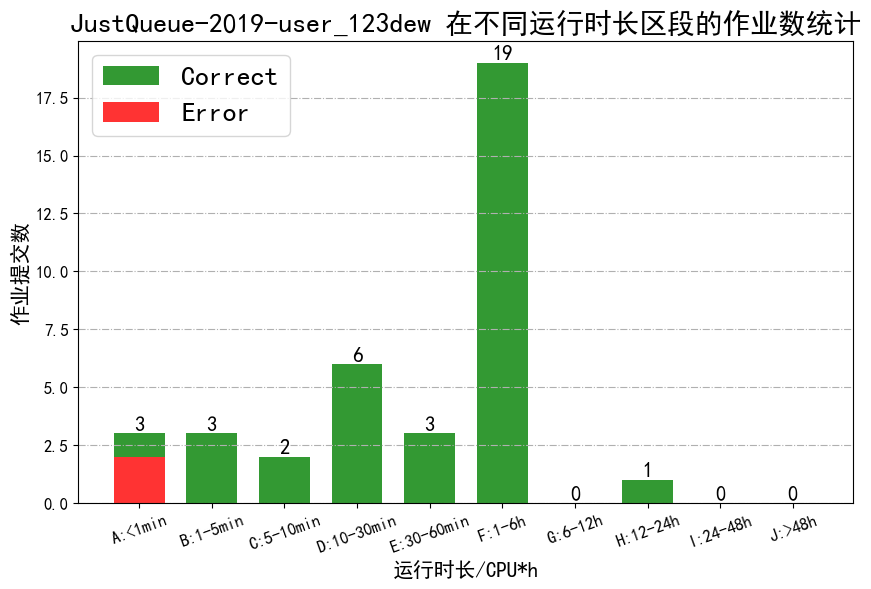 JustQueue-2019-user_123dew 在不同运行时长区段的作业数统计
Correct
Error
作业提交数
17.5
15.0
12.5
10.0
7.5
5.0
2.5
0.0
3
3
2
6
3
19
0
1
0
0
A:<1min
B:1-5min
C:5-10min
D:10-30min
E:30-60min
F:1-6h
G:6-12h
H:12-24h
I:24-48h
J:>48h
运行时长/CPU*h